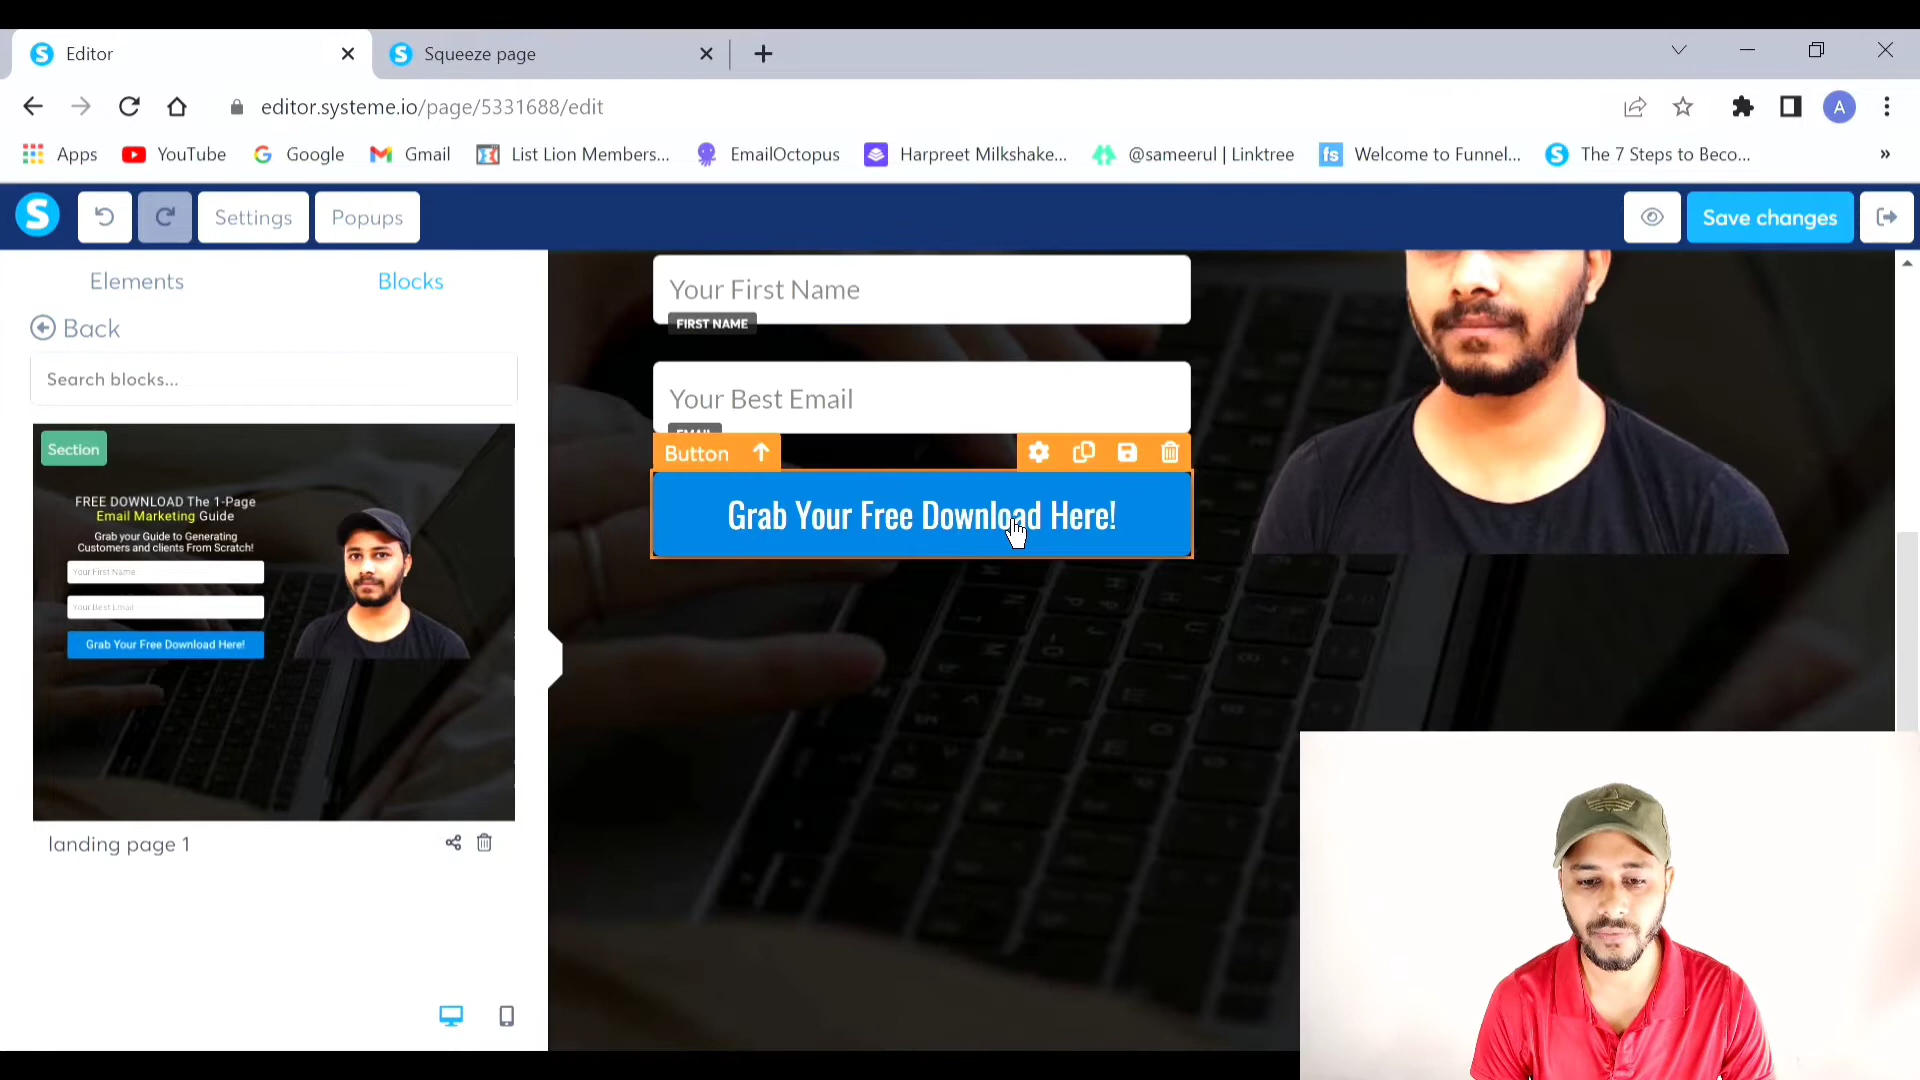 Editor
Squeeze page
editor.systeme.io/page/5331688/edit
A
Apps
YouTube
Google
Gmail
List Lion Members...
EmailOctopus
Harpreet Milkshake...
@sameerul | Linktree
fs
Welcome to Funnel...
The 7 Steps to Beco...
»
S
Settings
Popups
Save changes
Elements
Blocks
Back
Search blocks...
Section
FREE DOWNLOAD The 1-Page
Email Marketing Guide
Grab your Guide to Generating
Customers and clients From Scratch!
Your First Name
Your Best Email
Grab Your Free Download Here!
landing page 1
Your First Name
FIRST NAME
Your Best Email
EMAIL
Button
Grab Your Free Download Here!